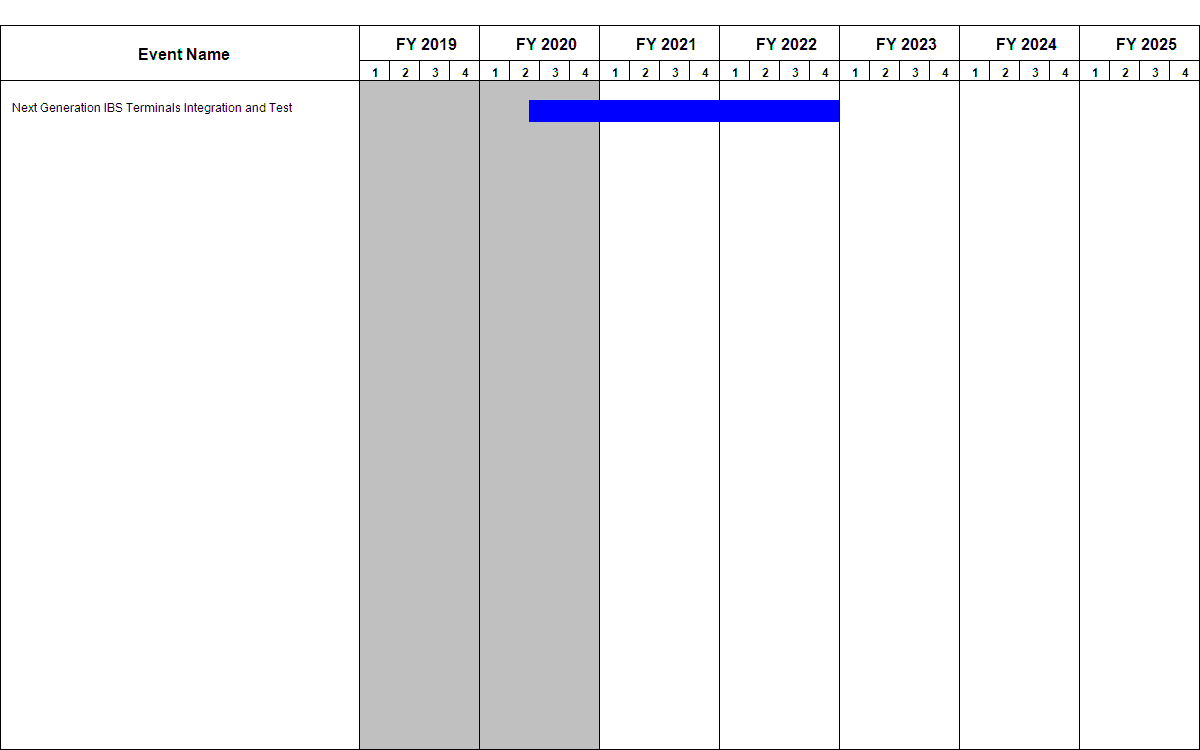 Event Name
FY 2019 FY 2020 FY 2021 FY 2022 FY 2023 FY 2024 FY 2025
1 2 3 4 1 2 3 4 1 2 3 4 1 2 3 4 1 2 3 4 1 2 3 4 1 2 3 4
Next Generation IBS Terminals Integration and Test